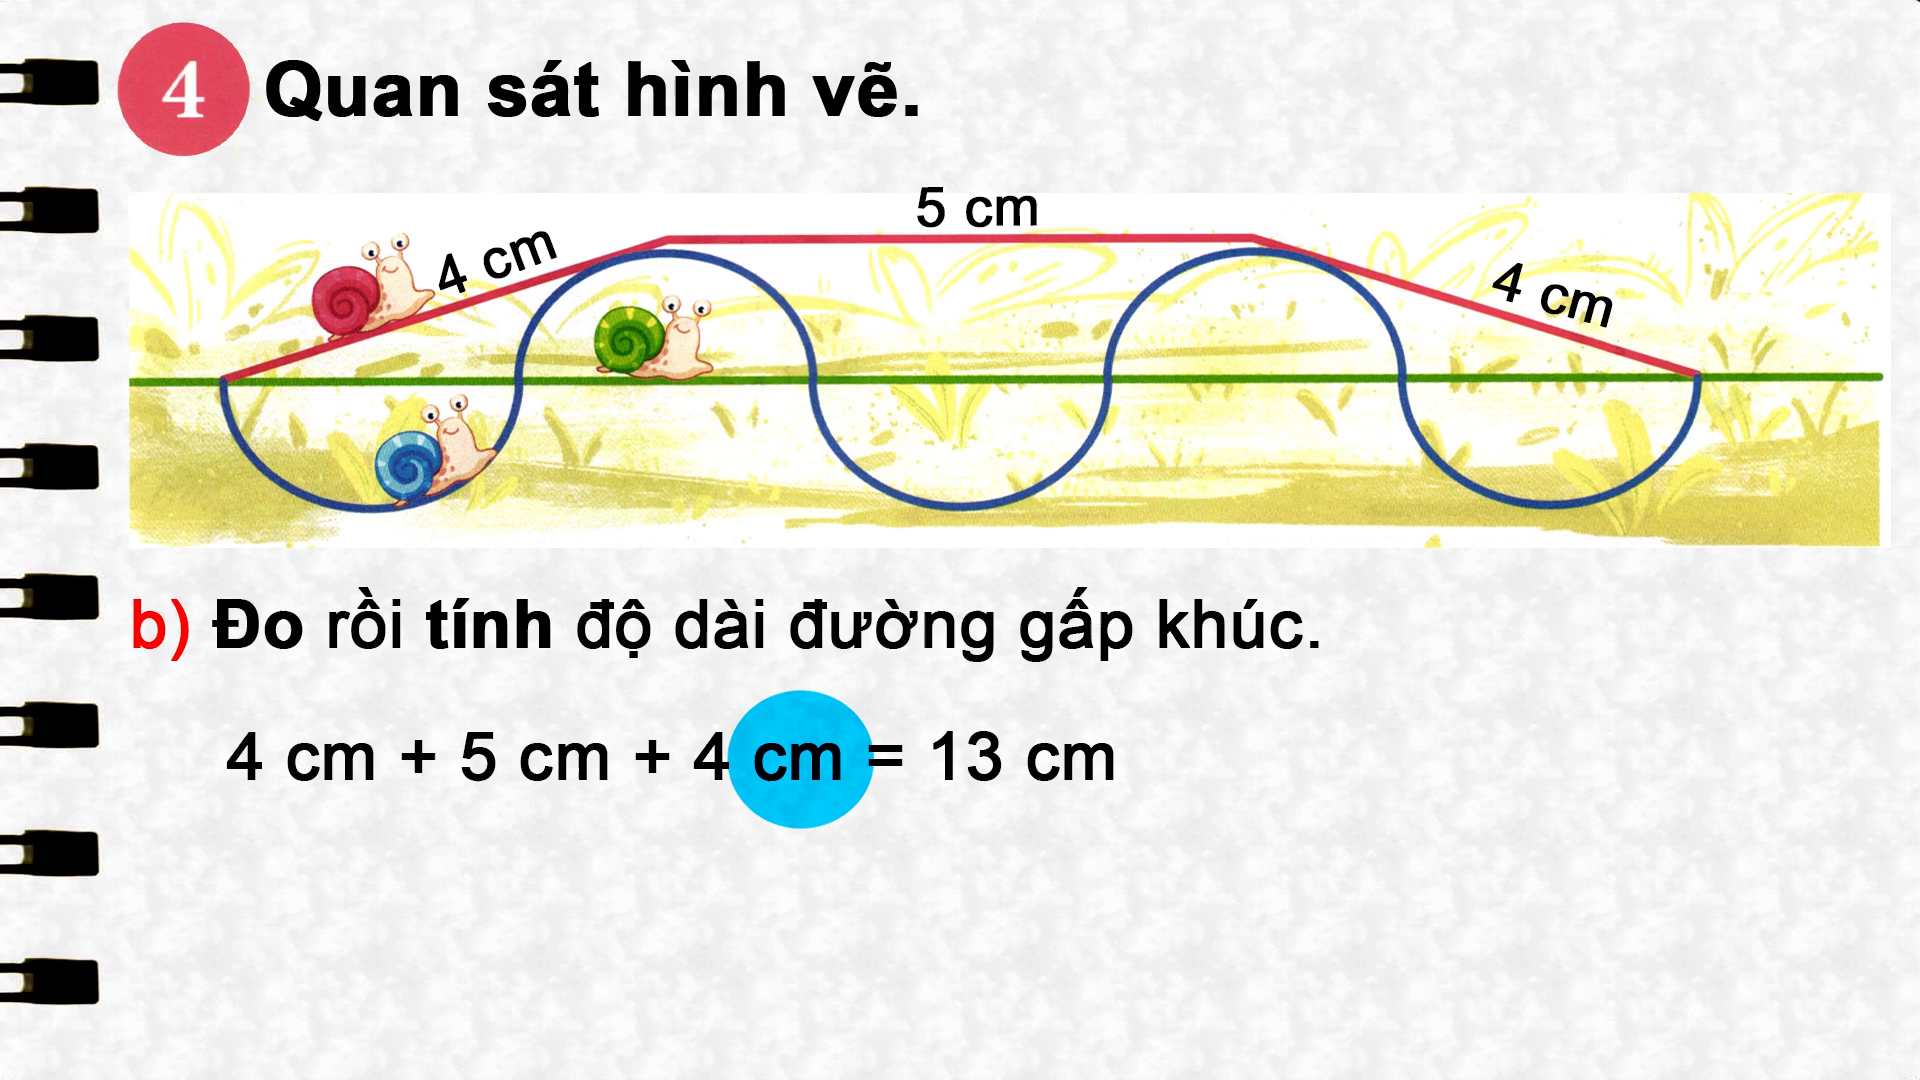 4 Quan sát hình vẽ.
5 cm
4 cm
4 cm
b) Đo rồi tính độ dài đường gấp khúc.
4 cm + 5 cm + 4 cm = 13 cm